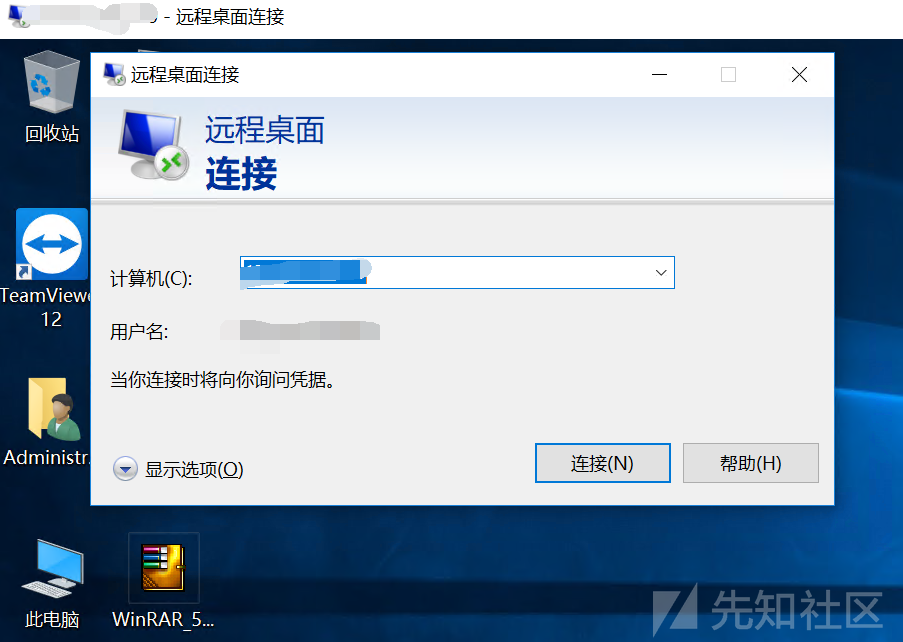 - 远程桌面连接
远程桌面连接
远程桌面
连接
计算机(C):
用户名:
当你连接时将向你询问凭据。
显示选项(O)
连接(N)
帮助(H)
回收站
TeamViewe
12
Administr.
此电脑
WinRAR_5...
先知社区